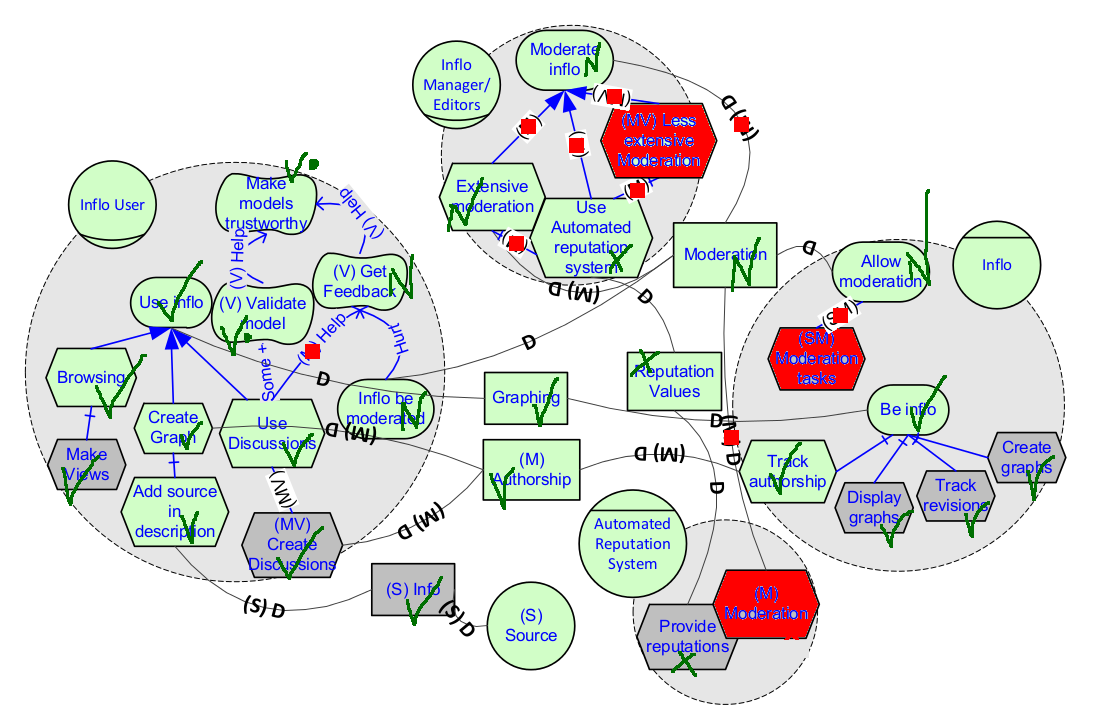 Moderate
inflo
N
Inflo
Manager/
Editors
(MV) Less
extensive
Moderation
D (M)
Extensive
moderation
N
Use
Automated
reputation
system
Inflo User
Make
models
trustworthy
(V) Help
(V) Help
(V) Get
Feedback
N
Use inflo
(V) Validate
model
Help
Hurt
Some +
Moderation
N
D
Allow
moderation
N
Inflo
(SM)
Moderation
tasks
(M) D
D
D
D
Browsing
Create
Graph
Use
Discussions
Inflo be
moderated
N
(M) D
Graphing
Reputation
Values
D
Be inflo
Make
Views
Add source
in
description
(MV)
(MV)
Create
Discussions
(M)
Authorship
(M) D
(M) D
D
D
Track
authorship
Display
graphs
Track
revisions
Create
graphs
Automated
Reputation
System
(S) Info
(S) D
(S) D
(S)
Source
Provide
reputations
(M)
Moderation